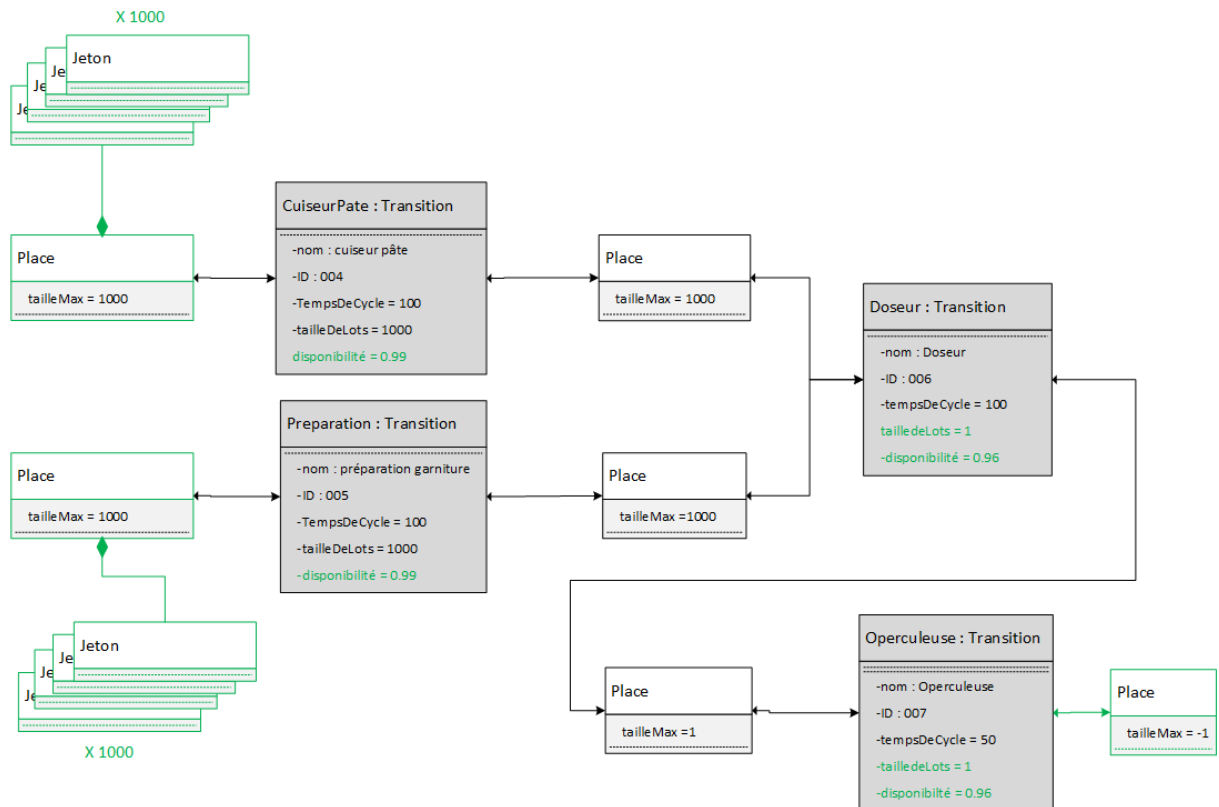 X 1000
Jeton
Je
Je
Je
CuiseurPate : Transition
-nom : cuiseur pâte
-ID : 004
-TempsDeCycle = 100
-tailleDeLots = 1000
disponibilité = 0.99
Place
tailleMax = 1000
Place
tailleMax = 1000
Doseur : Transition
-nom : Doseur
-ID : 006
-tempsDeCycle = 100
tailledeLots = 1
-disponibilité = 0.96
Preparation : Transition
-nom : préparation garniture
-ID : 005
-TempsDeCycle = 100
-tailleDeLots = 1000
-disponibilité = 0.99
Place
tailleMax = 1000
Place
tailleMax =1000
Jeton
Je
Je
Je
X 1000
Place
tailleMax =1
Operculeuse : Transition
-nom : Operculeuse
-ID : 007
-tempsDeCycle = 50
-tailledeLots = 1
-disponibilté = 0.96
Place
tailleMax = -1